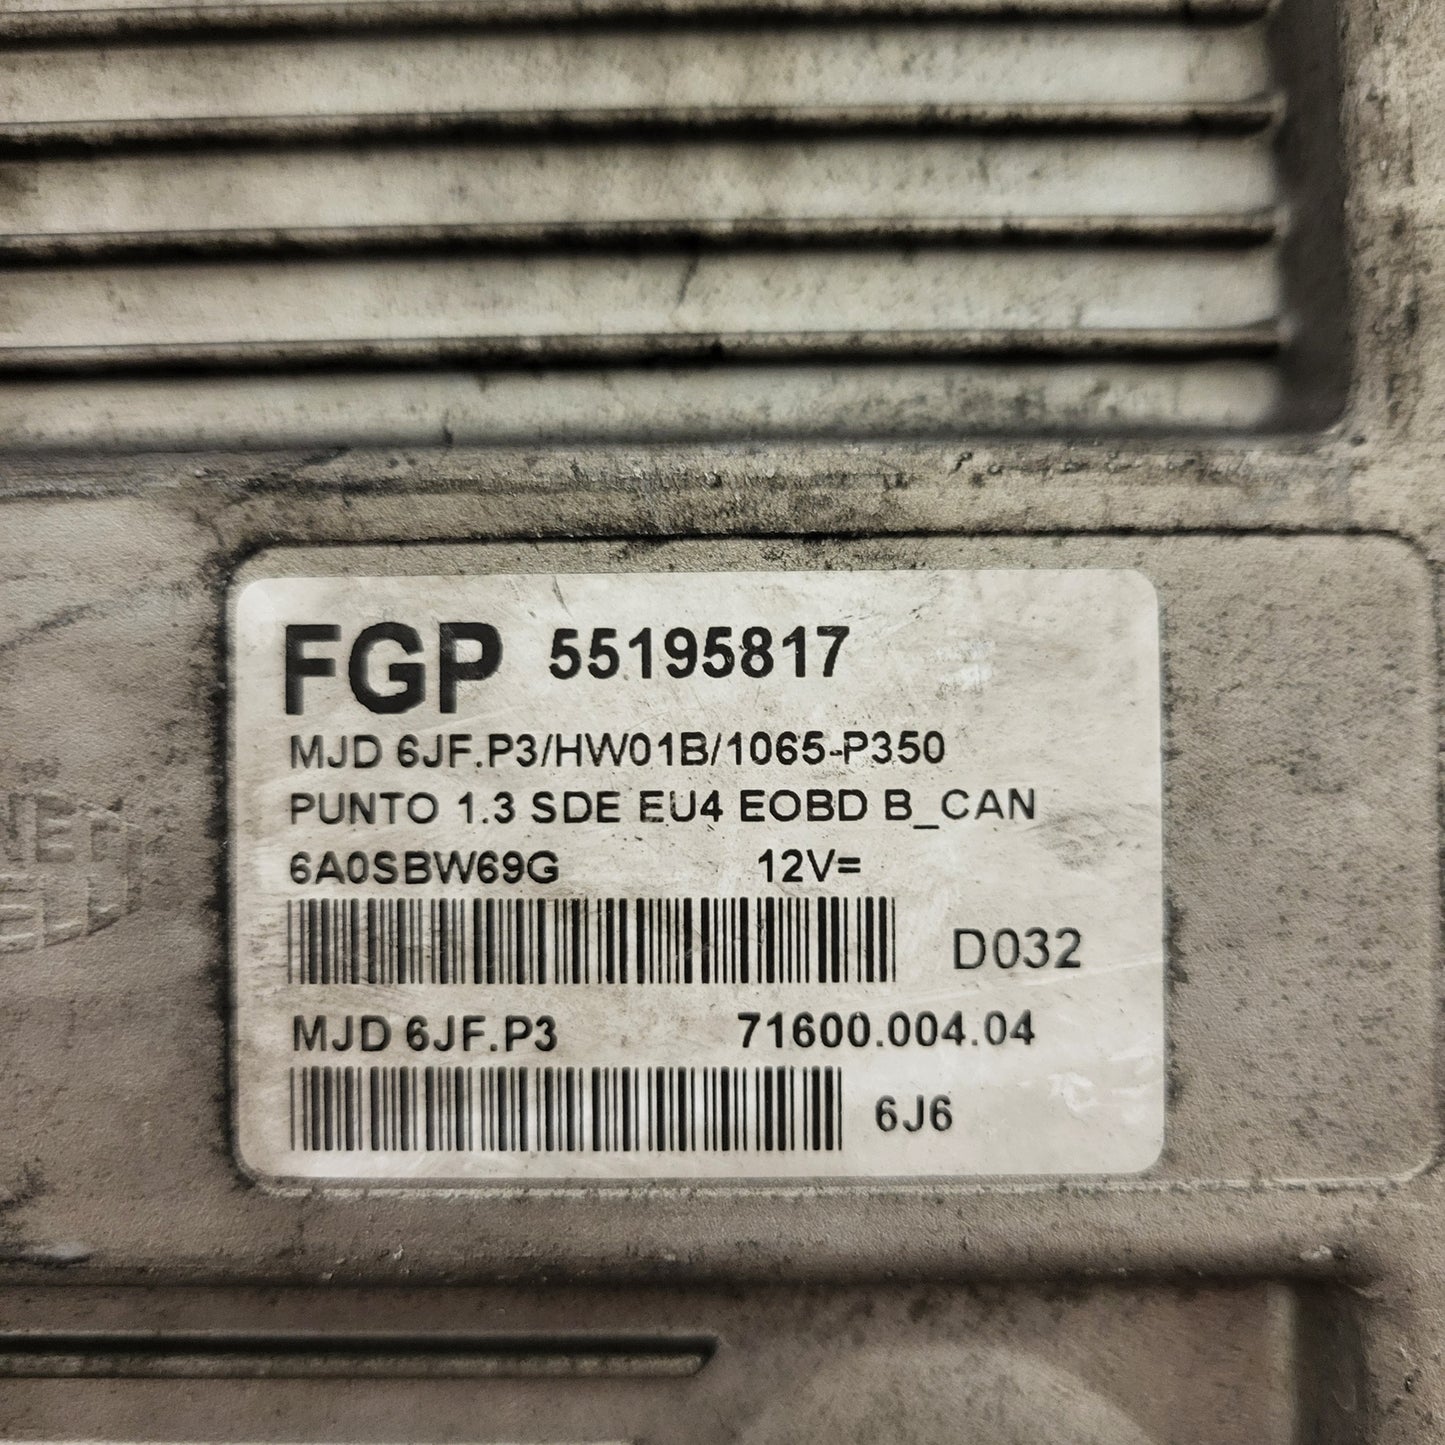 FGP 55195817
MJD 6JF.P3/HW01B/1065-P350
PUNTO 1.3 SDE EU4 EOBD B_CAN
6A0SBW69G 12V=
D032
MJD 6JF.P3 71600.004.04
6J6